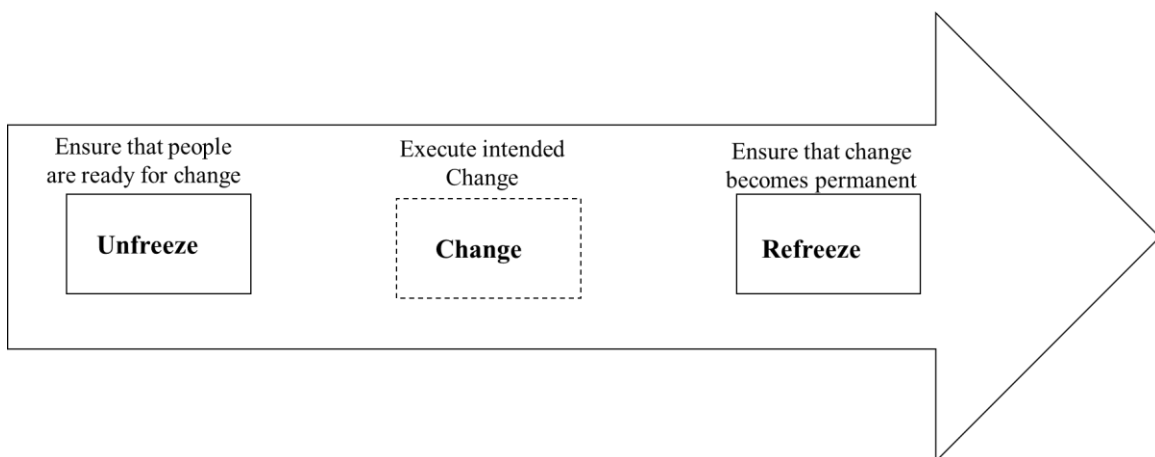 Ensure that people
are ready for change
Unfreeze
Execute intended
Change
Change
Ensure that change
becomes permanent
Refreeze